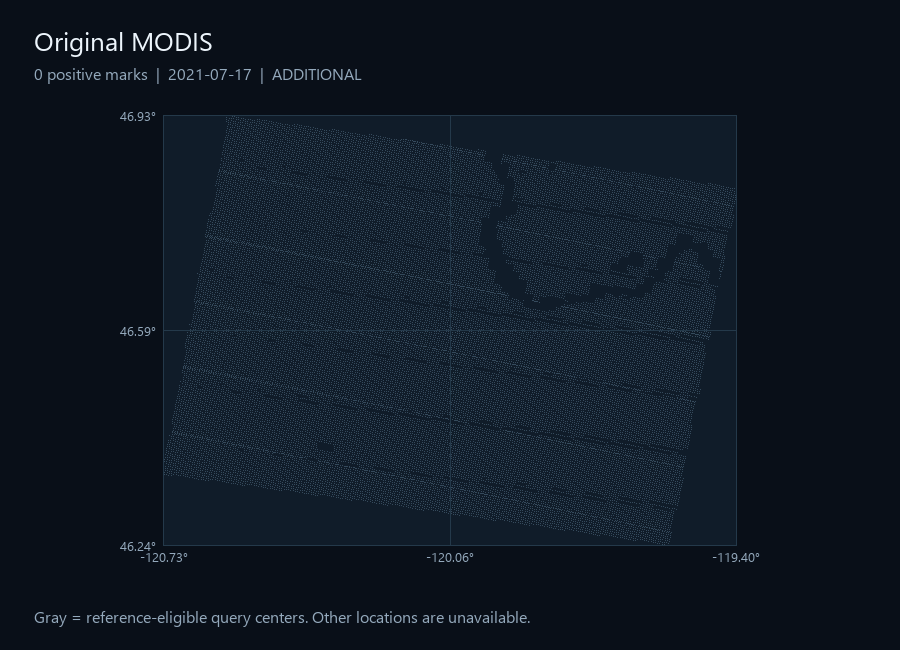 Original MODIS
0 positive marks | 2021-07-17 | ADDITIONAL
46.93°
46.59°
46.24°
-120.73°
-120.06°
-119.40°
Gray = reference-eligible query centers. Other locations are unavailable.